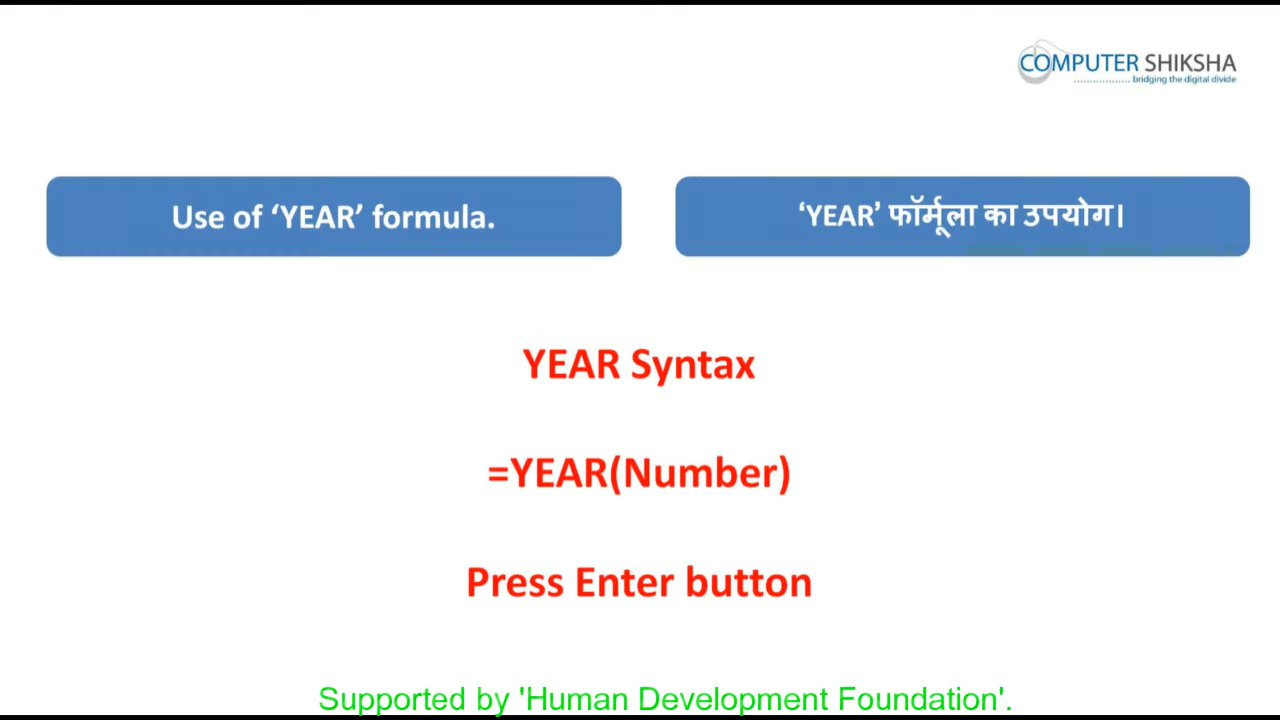 COMPUTER SHIKSHA
.................. bridging the digital divide
Use of ‘YEAR’ formula.
‘YEAR’ फॉर्मूला का उपयोग।
YEAR Syntax
=YEAR(Number)
Press Enter button
Supported by 'Human Development Foundation'.